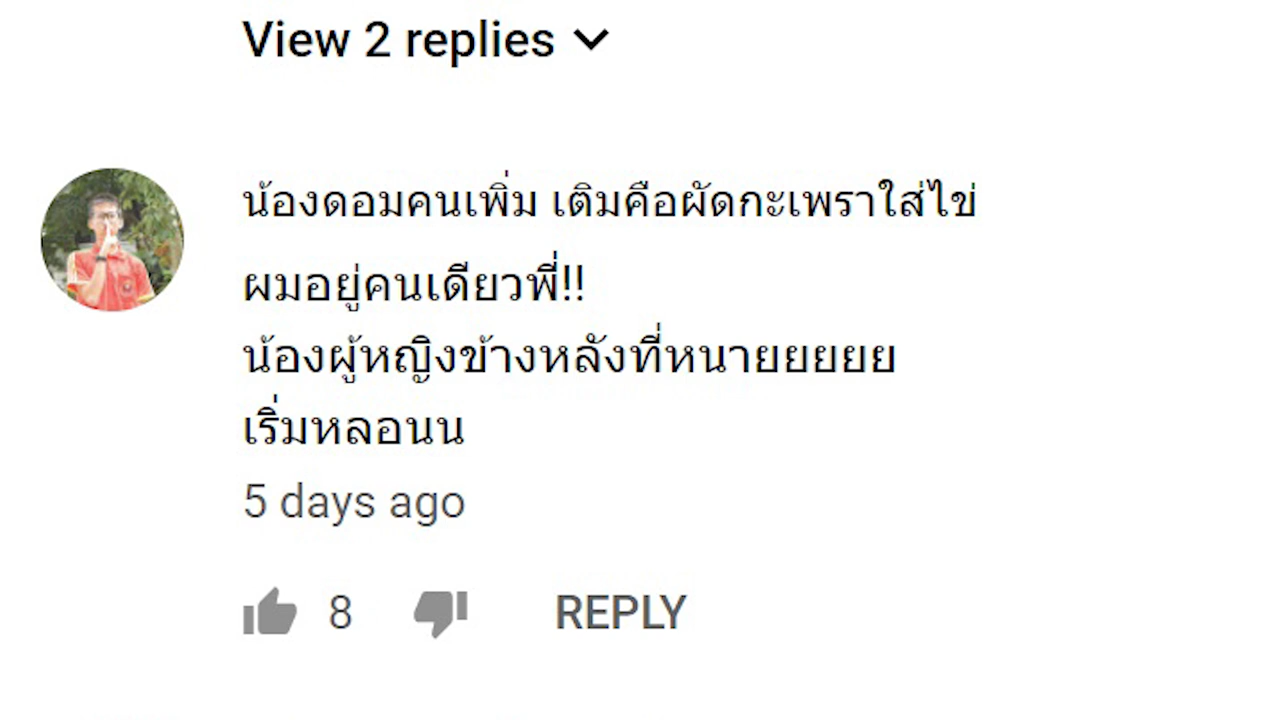 View 2 replies
น้องดอมคนเพิ่ม เติมคือผัดกะเพราใส่ไข่
ผมอยู่คนเดียวพี่!!
น้องผู้หญิงข้างหลังที่หนายยยยย
เริ่มหลอนน
5 days ago
8 REPLY